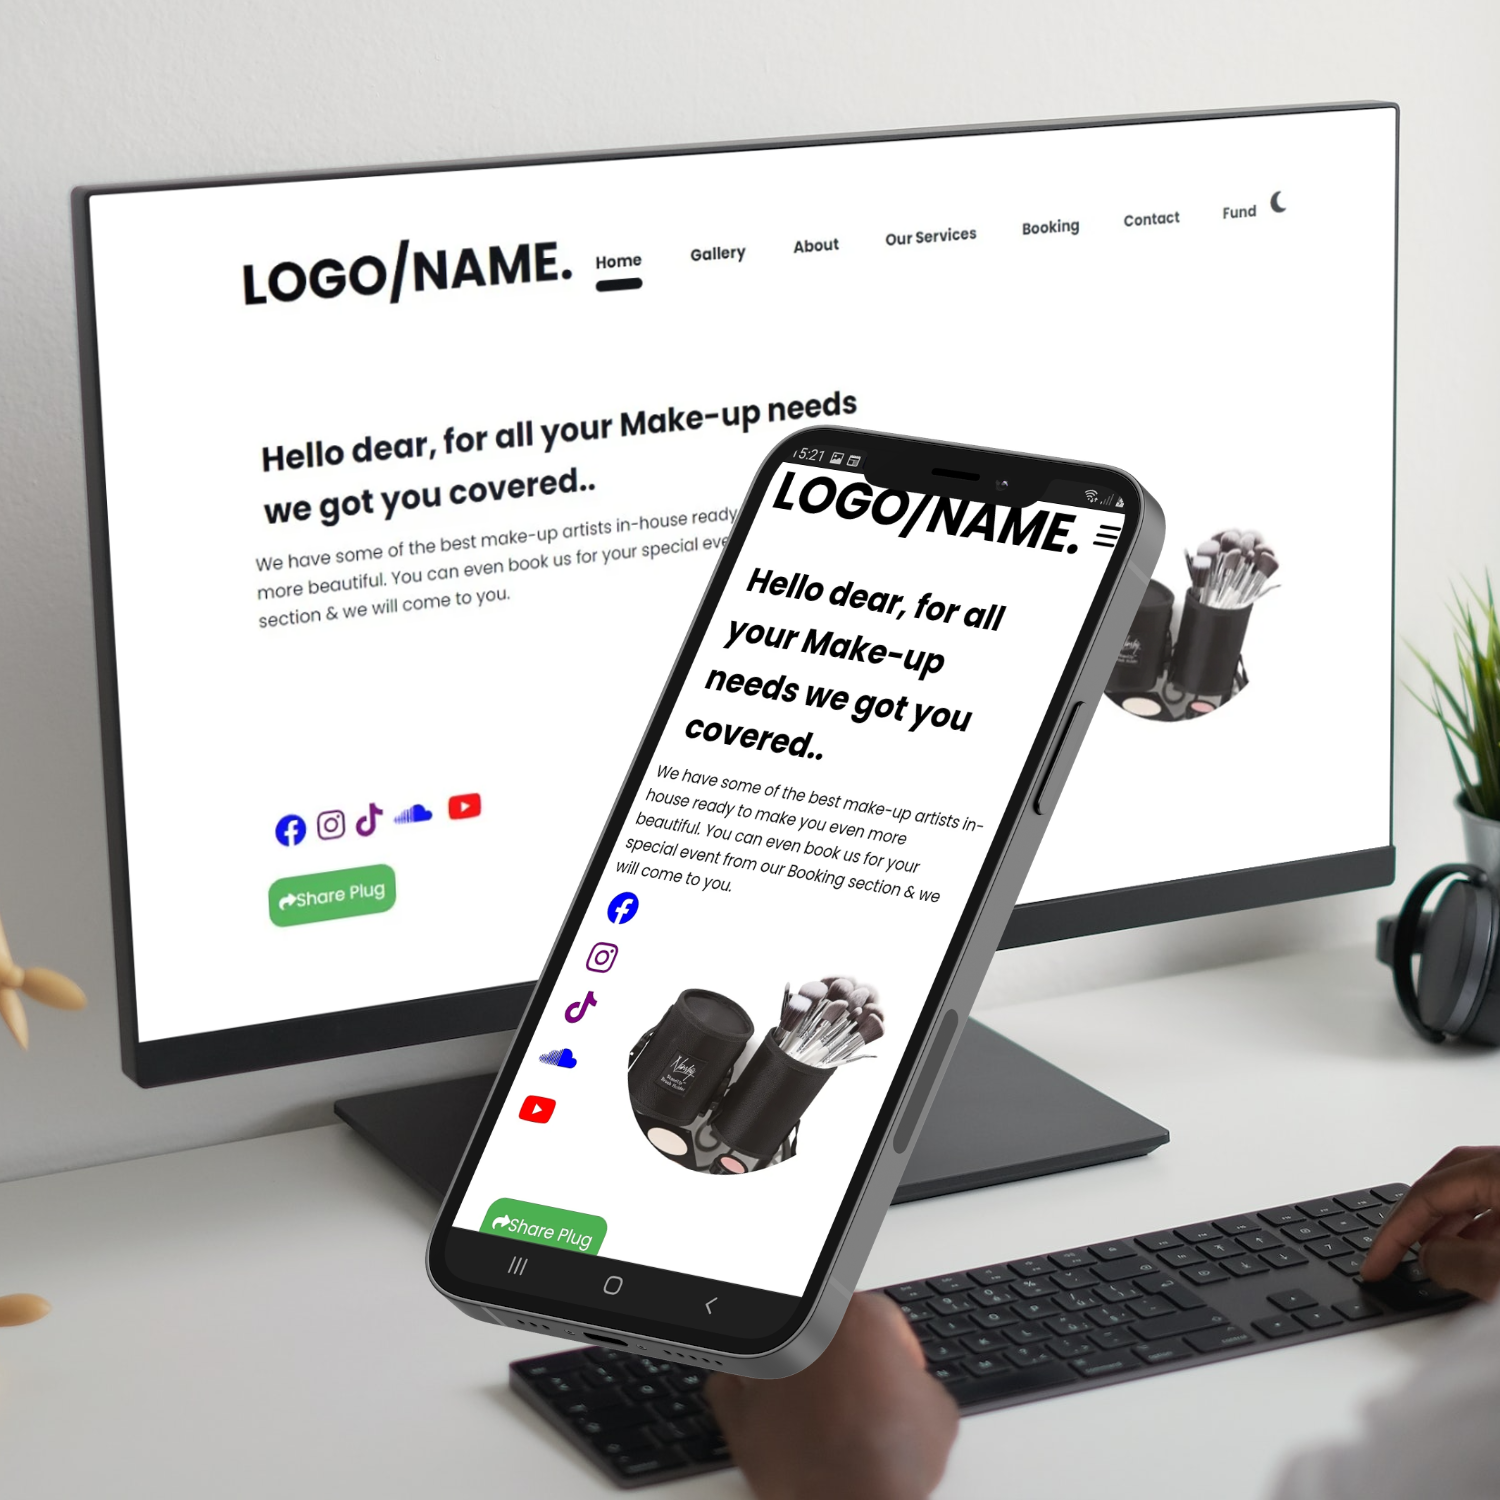 LOGO/NAME.
Home
Gallery
About
Our Services
Booking
Contact
Fund
Hello dear, for all your Make-up needs
we got you covered..
We have some of the best make-up artists in-house ready
more beautiful. You can even book us for your special
section & we will come to you.
Share Plug
5:21
LOGO/NAME.
Hello dear, for all
your Make-up
needs we got you
covered..
We have some of the best make-up artists in-
house ready to make you even more
beautiful. You can even book us for your
special event from our Booking section & we
will come to you.
Share Plug